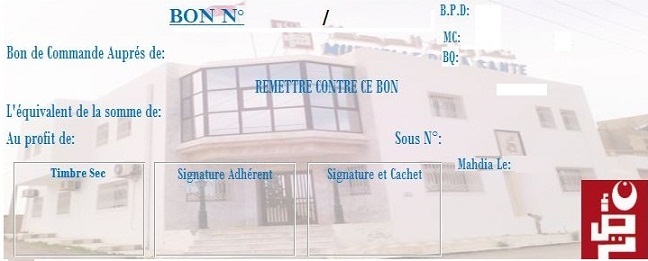 BON N° /
B.P.D:
MC:
Bon de Commande Auprés de:
BQ:
REMETTRE CONTRE CE BON
L'équivalent de la somme de:
Au profit de:
Sous N°:
Mahdia Le:
Timbre Sec
Signature Adhérent
Signature et Cachet